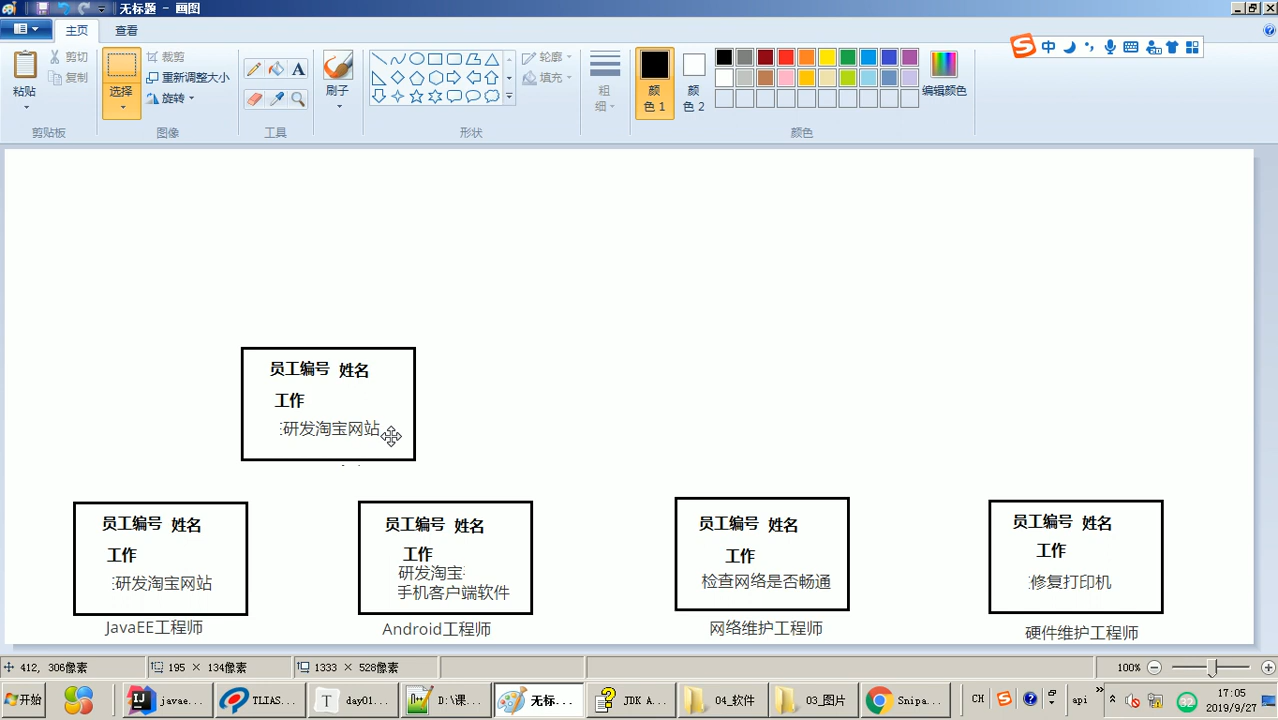 无标题 - 画图
主页 查看
粘贴
剪切
复制
剪贴板
选择
裁剪
重新调整大小
旋转
图像
A
工具
刷子
轮廓
填充
形状
粗细
颜色 1
颜色 2
编辑颜色
颜色
中
员工编号 姓名
工作
研发淘宝网站
员工编号 姓名
工作
研发淘宝网站
JavaEE工程师
员工编号 姓名
工作
研发淘宝
手机客户端软件
Android工程师
员工编号 姓名
工作
检查网络是否畅通
网络维护工程师
员工编号 姓名
工作
修复打印机
硬件维护工程师
412, 306像素 195 × 134像素 1333 × 528像素 100%
开始 javae... TLIAS... day01... D:\课... 无标... JDK A... 04_软件 03_图片 Snipa... CH api 32 17:05
2019/9/27